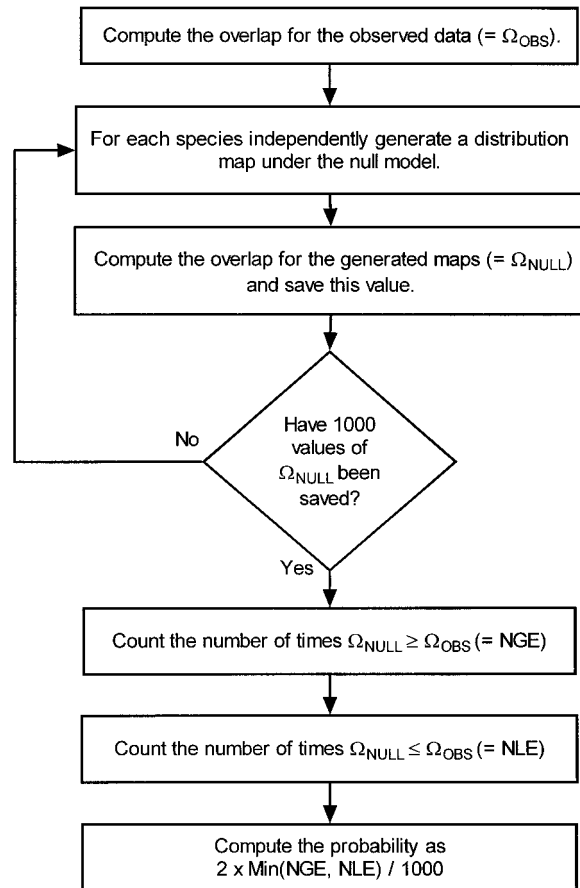 Compute the overlap for the observed data (= Ω_OBS).
For each species independently generate a distribution
map under the null model.
Compute the overlap for the generated maps (= Ω_NULL)
and save this value.
Have 1000
values of
Ω_NULL been
saved?
No
Yes
Count the number of times Ω_NULL ≥ Ω_OBS (= NGE)
Count the number of times Ω_NULL ≤ Ω_OBS (= NLE)
Compute the probability as
2 x Min(NGE, NLE) / 1000